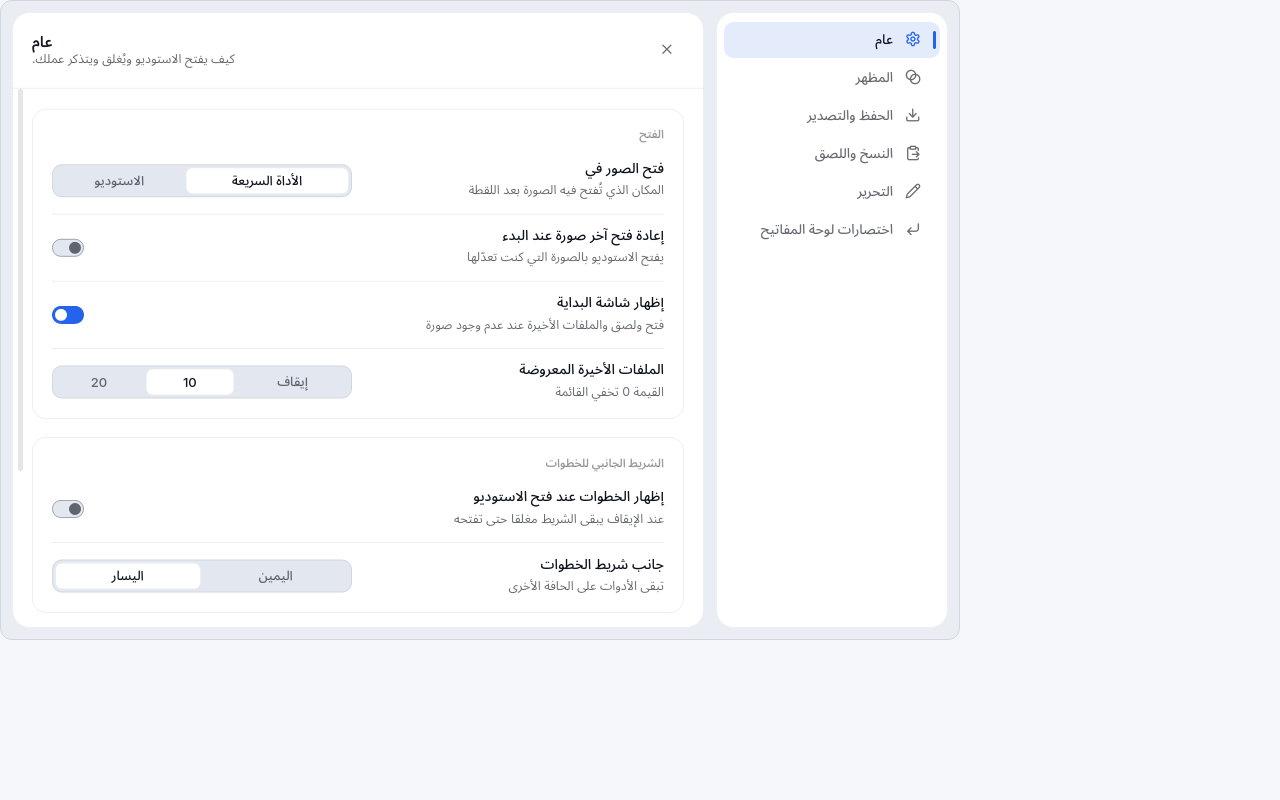 عام
المظهر
الحفظ والتصدير
النسخ واللصق
التحرير
اختصارات لوحة المفاتيح
عام
كيف يفتح الاستوديو ويُغلق ويتذكر عملك.
الفتح
فتح الصور في
المكان الذي تُفتح فيه الصورة بعد اللقطة
الأداة السريعة
الاستوديو
إعادة فتح آخر صورة عند البدء
يفتح الاستوديو بالصورة التي كنت تعدّلها
إظهار شاشة البداية
فتح ولصق والملفات الأخيرة عند عدم وجود صورة
الملفات الأخيرة المعروضة
القيمة 0 تخفي القائمة
إيقاف
10
20
الشريط الجانبي للخطوات
إظهار الخطوات عند فتح الاستوديو
عند الإيقاف يبقى الشريط مغلقا حتى تفتحه
جانب شريط الخطوات
تبقى الأدوات على الحافة الأخرى
اليمين
اليسار